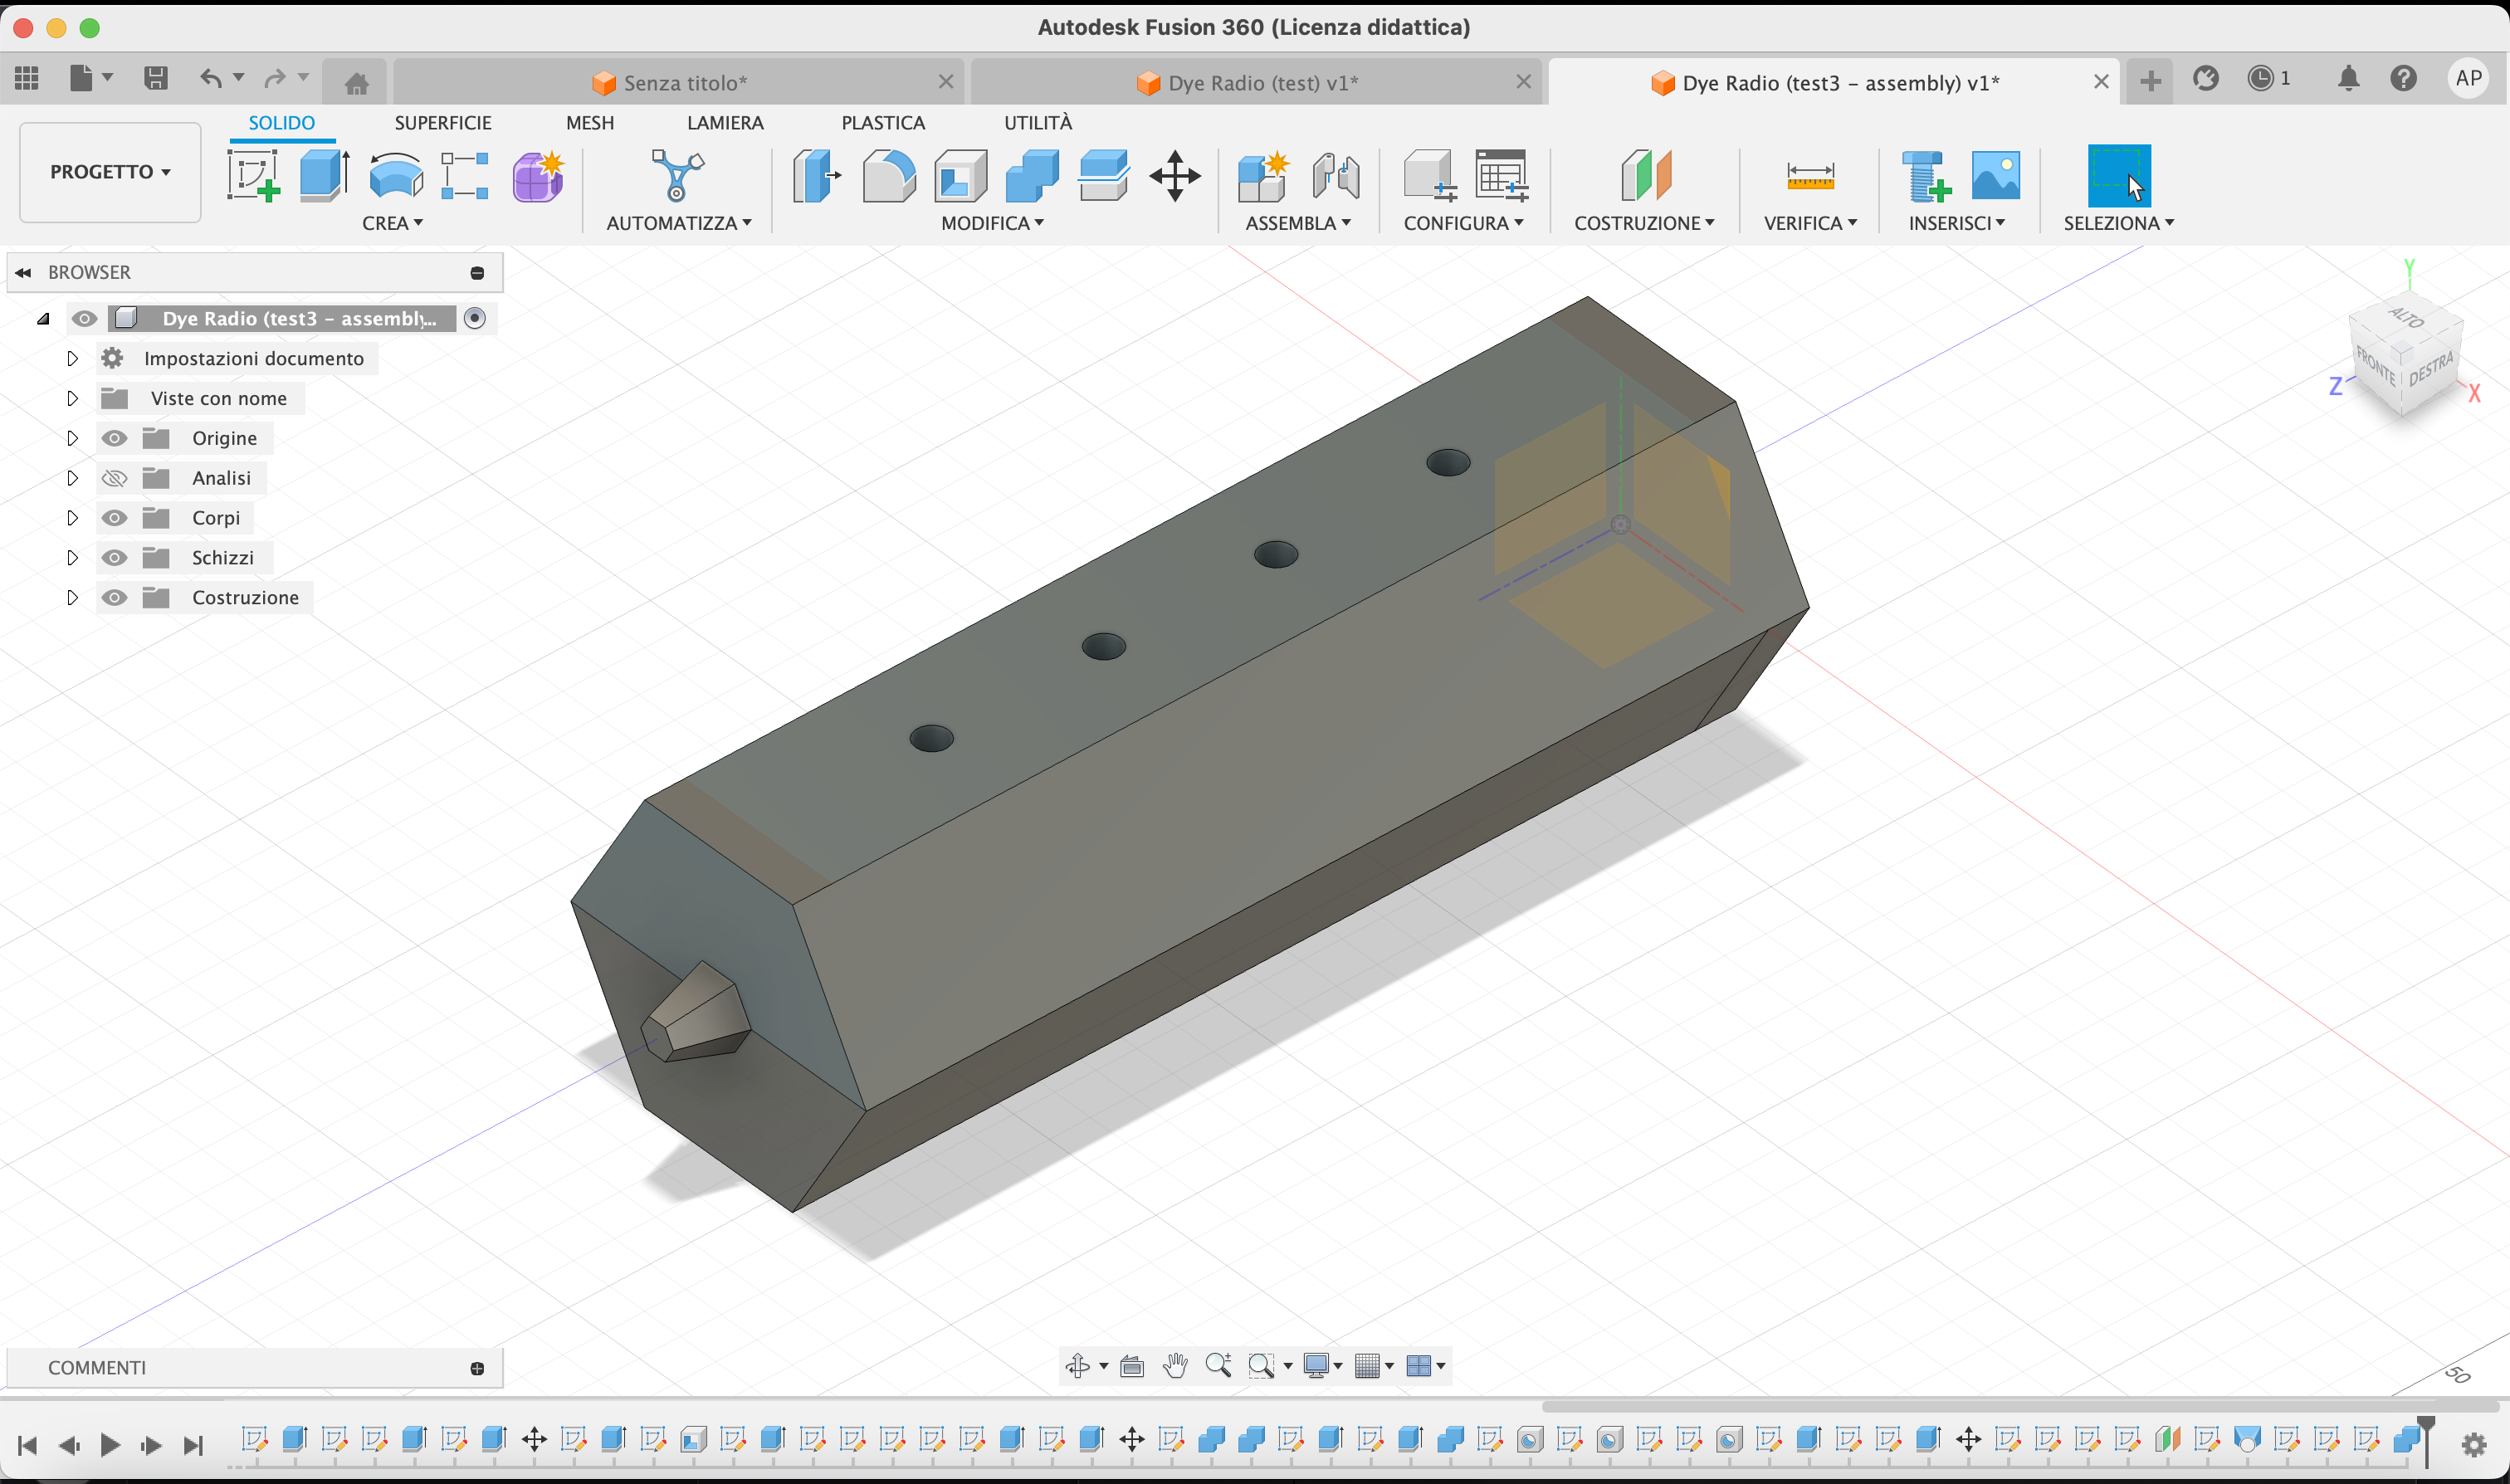 Autodesk Fusion 360 (Licenza didattica)
Senza titolo*
Dye Radio (test) v1*
Dye Radio (test3 – assembly) v1*
1
AP
PROGETTO
SOLIDO
SUPERFICIE
MESH
LAMIERA
PLASTICA
UTILITÀ
CREA
AUTOMATIZZA
MODIFICA
ASSEMBLA
CONFIGURA
COSTRUZIONE
VERIFICA
INSERISCI
SELEZIONA
BROWSER
Dye Radio (test3 – assembly...
Impostazioni documento
Viste con nome
Origine
Analisi
Corpi
Schizzi
Costruzione
Y
ALTO
FRONTE
DESTRA
Z
X
50
COMMENTI